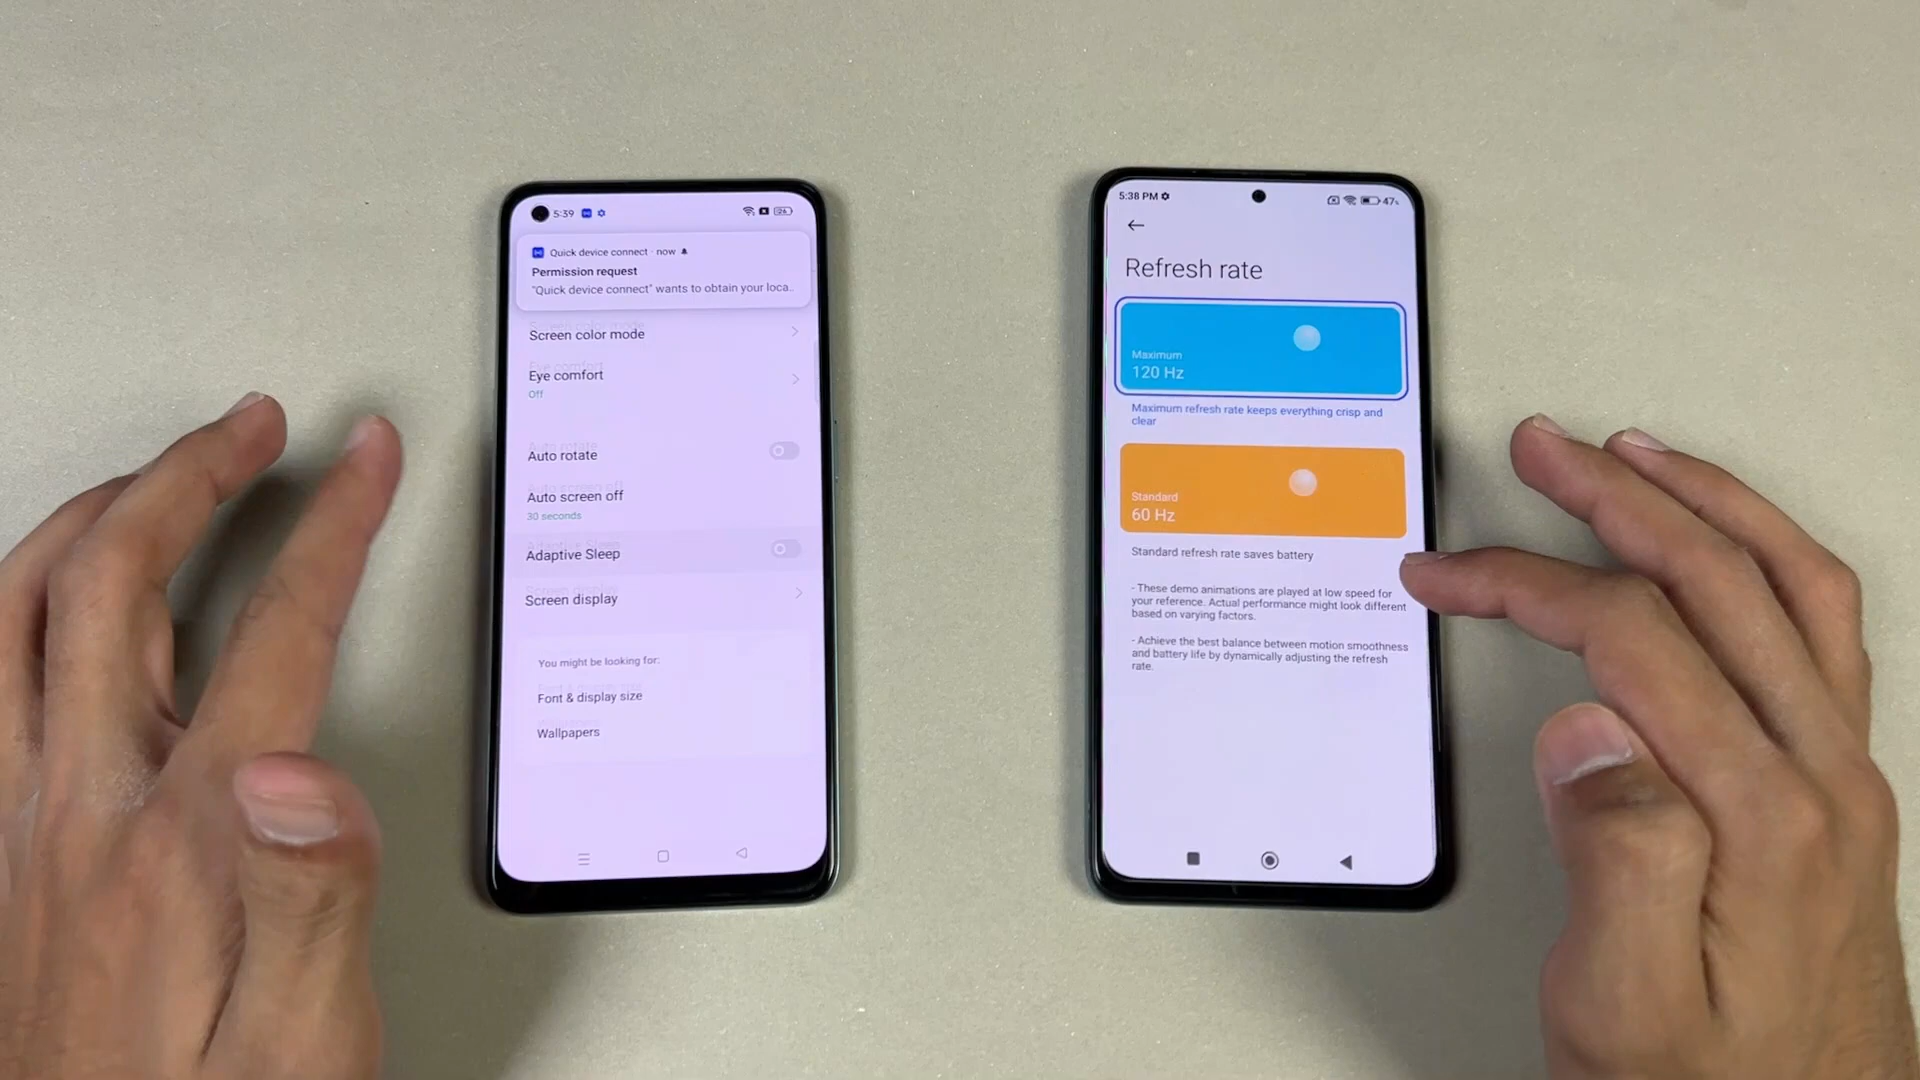 5:39
26
Quick device connect · now
Permission request
"Quick device connect" wants to obtain your loca..
Screen color mode
Eye comfort
Off
Auto rotate
Auto screen off
30 seconds
Adaptive Sleep
Screen display
You might be looking for:
Font & display size
Wallpapers
5:38 PM
47%
Refresh rate
Maximum
120 Hz
Maximum refresh rate keeps everything crisp and
clear
Standard
60 Hz
Standard refresh rate saves battery
- These demo animations are played at low speed for
your reference. Actual performance might look different
based on varying factors.
- Achieve the best balance between motion smoothness
and battery life by dynamically adjusting the refresh
rate.